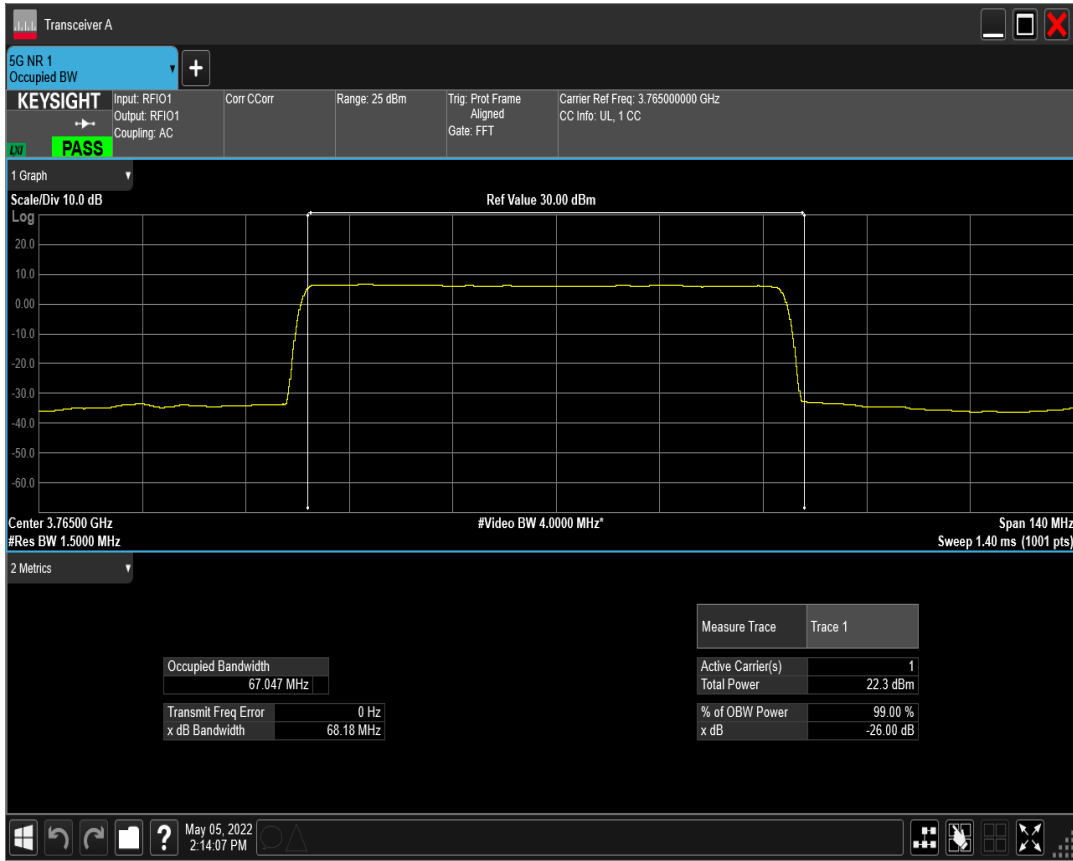 Transceiver A
5G NR 1
Occupied BW
KEYSIGHT
LXI
PASS
Input: RFIO1
Output: RFIO1
Coupling: AC
Corr CCorr
Range: 25 dBm
Trig: Prot Frame
Aligned
Gate: FFT
Carrier Ref Freq: 3.765000000 GHz
CC Info: UL, 1 CC
1 Graph
Scale/Div 10.0 dB
Ref Value 30.00 dBm
Log
20.0
10.0
0.00
-10.0
-20.0
-30.0
-40.0
-50.0
-60.0
Center 3.76500 GHz
#Video BW 4.0000 MHz*
Span 140 MHz
#Res BW 1.5000 MHz
Sweep 1.40 ms (1001 pts)
2 Metrics
Measure Trace Trace 1
Occupied Bandwidth
67.047 MHz
Active Carrier(s) 1
Total Power 22.3 dBm
Transmit Freq Error 0 Hz
x dB Bandwidth 68.18 MHz
% of OBW Power 99.00 %
x dB -26.00 dB
?
May 05, 2022
2:14:07 PM